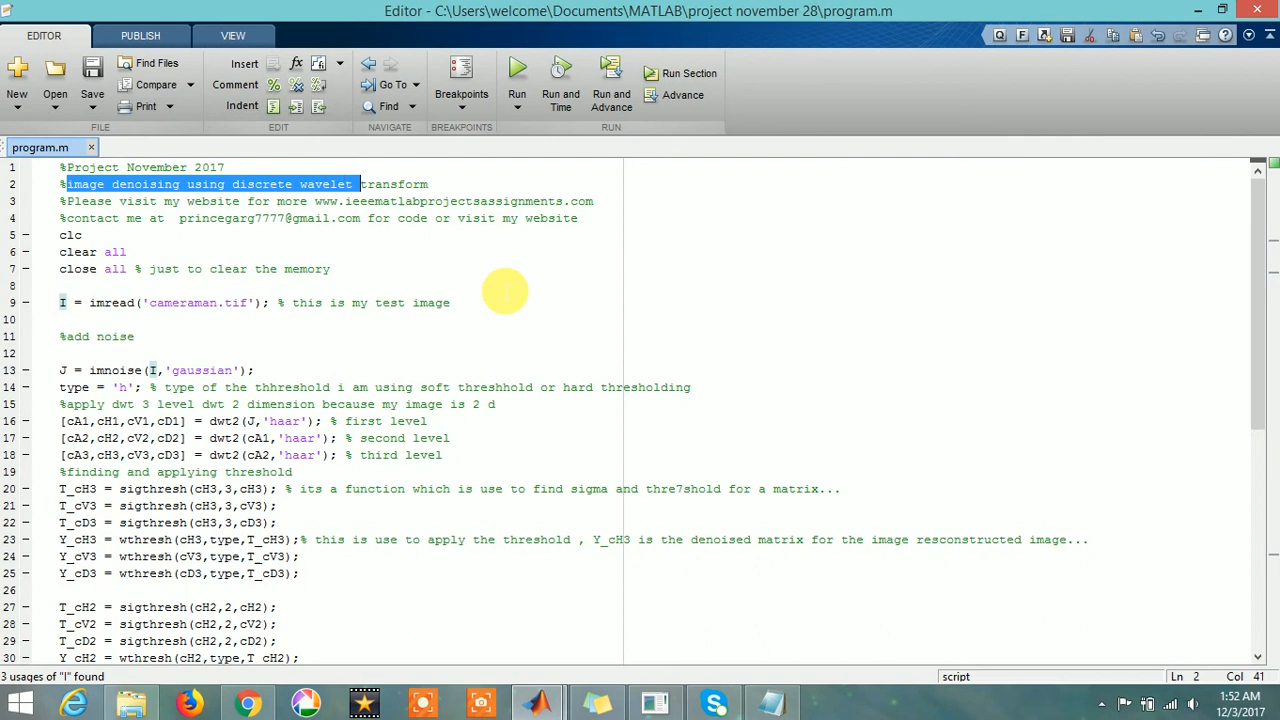 Editor - C:\Users\welcome\Documents\MATLAB\project november 28\program.m
EDITOR PUBLISH VIEW
New Open Save Find Files Compare Print
Insert Comment Indent
Go To Find
Breakpoints
Run Run and Time Run and Advance Run Section Advance
FILE EDIT NAVIGATE BREAKPOINTS RUN
program.m
1 %Project November 2017
2 %image denoising using discrete wavelet transform
3 %Please visit my website for more www.ieeematlabprojectsassignments.com
4 %contact me at  princegarg7777@gmail.com for code or visit my website
5 clc
6 clear all
7 close all % just to clear the memory
8
9 I = imread('cameraman.tif'); % this is my test image
10
11 %add noise
12
13 J = imnoise(I,'gaussian');
14 type = 'h'; % type of the thhreshold i am using soft threshhold or hard thresholding
15 %apply dwt 3 level dwt 2 dimension because my image is 2 d
16 [cA1,cH1,cV1,cD1] = dwt2(J,'haar'); % first level
17 [cA2,cH2,cV2,cD2] = dwt2(cA1,'haar'); % second level
18 [cA3,cH3,cV3,cD3] = dwt2(cA2,'haar'); % third level
19 %finding and applying threshold
20 T_cH3 = sigthresh(cH3,3,cH3); % its a function which is use to find sigma and thre7shold for a matrix...
21 T_cV3 = sigthresh(cH3,3,cV3);
22 T_cD3 = sigthresh(cH3,3,cD3);
23 Y_cH3 = wthresh(cH3,type,T_cH3);% this is use to apply the threshold , Y_cH3 is the denoised matrix for the image resconstructed image...
24 Y_cV3 = wthresh(cV3,type,T_cV3);
25 Y_cD3 = wthresh(cD3,type,T_cD3);
26
27 T_cH2 = sigthresh(cH2,2,cH2);
28 T_cV2 = sigthresh(cH2,2,cV2);
29 T_cD2 = sigthresh(cH2,2,cD2);
30 Y_cH2 = wthresh(cH2,type,T_cH2);
3 usages of "I" found script Ln 2 Col 41
1:52 AM
12/3/2017